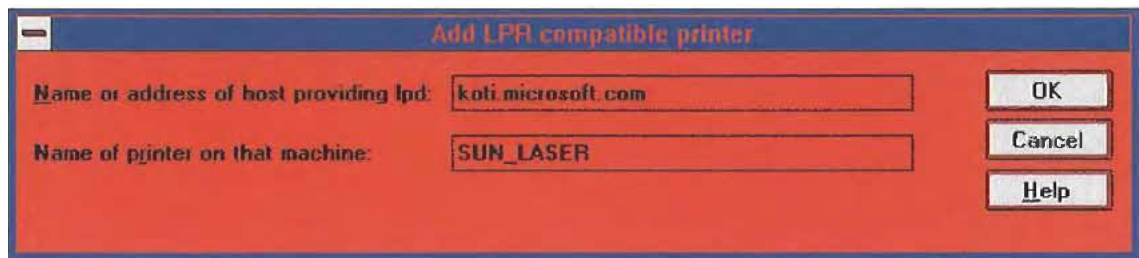 Add LPR compatible printer
Name or address of host providing lpd: koti.microsoft.com
Name of printer on that machine: SUN_LASER
OK
Cancel
Help